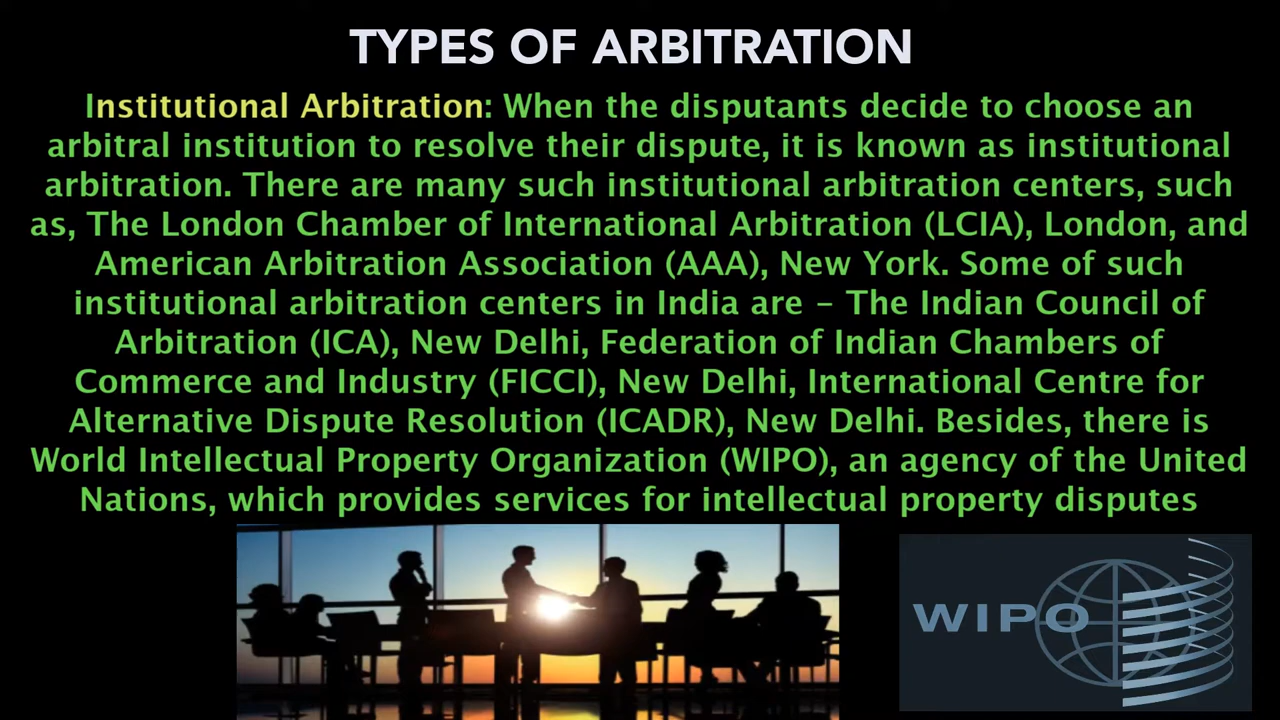 TYPES OF ARBITRATION
Institutional Arbitration: When the disputants decide to choose an
arbitral institution to resolve their dispute, it is known as institutional
arbitration. There are many such institutional arbitration centers, such
as, The London Chamber of International Arbitration (LCIA), London, and
American Arbitration Association (AAA), New York. Some of such
institutional arbitration centers in India are – The Indian Council of
Arbitration (ICA), New Delhi, Federation of Indian Chambers of
Commerce and Industry (FICCI), New Delhi, International Centre for
Alternative Dispute Resolution (ICADR), New Delhi. Besides, there is
World Intellectual Property Organization (WIPO), an agency of the United
Nations, which provides services for intellectual property disputes
WIPO